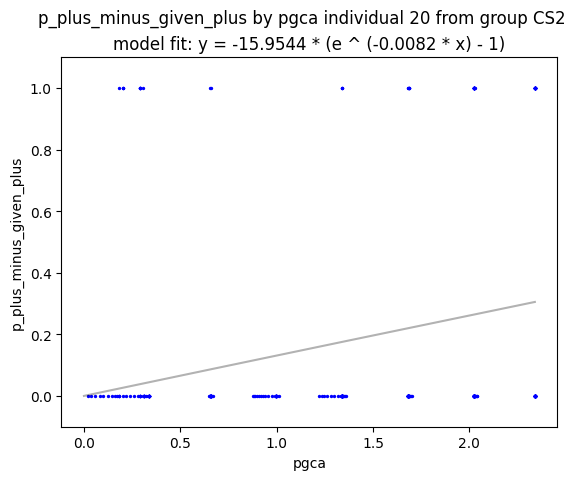 p_plus_minus_given_plus by pgca individual 20 from group CS2
model fit: y = -15.9544 * (e ^ (-0.0082 * x) - 1)
1.0
0.8
0.6
0.4
0.2
0.0
p_plus_minus_given_plus
0.0 0.5 1.0 1.5 2.0
pgca